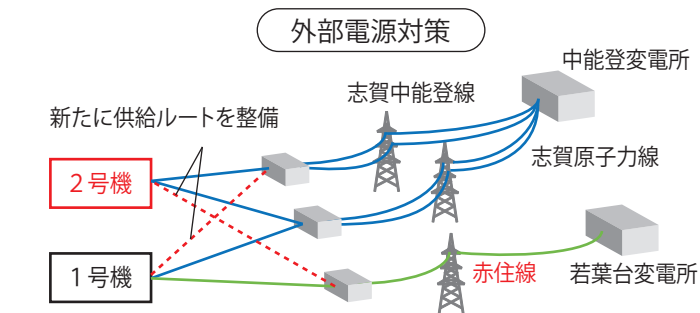 外部電源対策
中能登変電所
志賀中能登線
新たに供給ルートを整備
志賀原子力線
2号機
1号機
赤住線
若葉台変電所